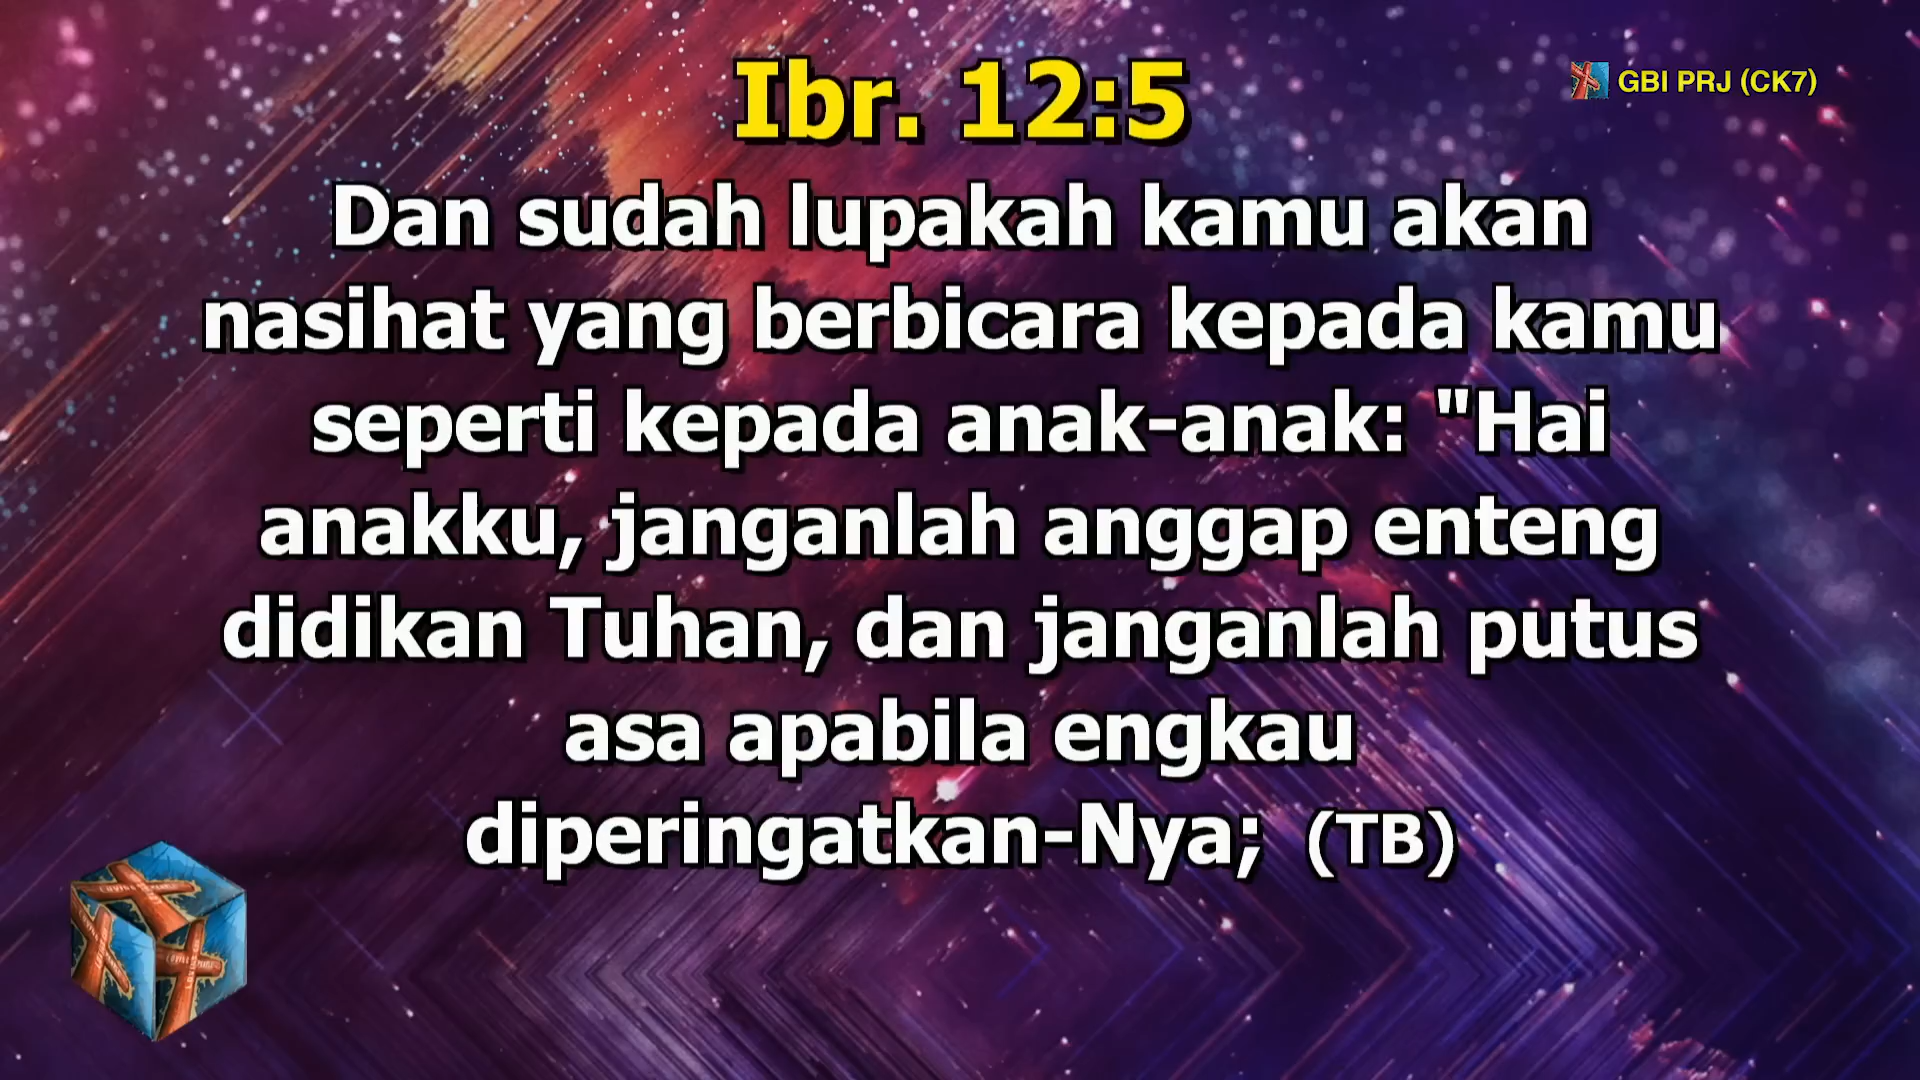 Ibr. 12:5
GBI PRJ (CK7)
Dan sudah lupakah kamu akan
nasihat yang berbicara kepada kamu
seperti kepada anak-anak: "Hai
anakku, janganlah anggap enteng
didikan Tuhan, dan janganlah putus
asa apabila engkau
diperingatkan-Nya; (TB)